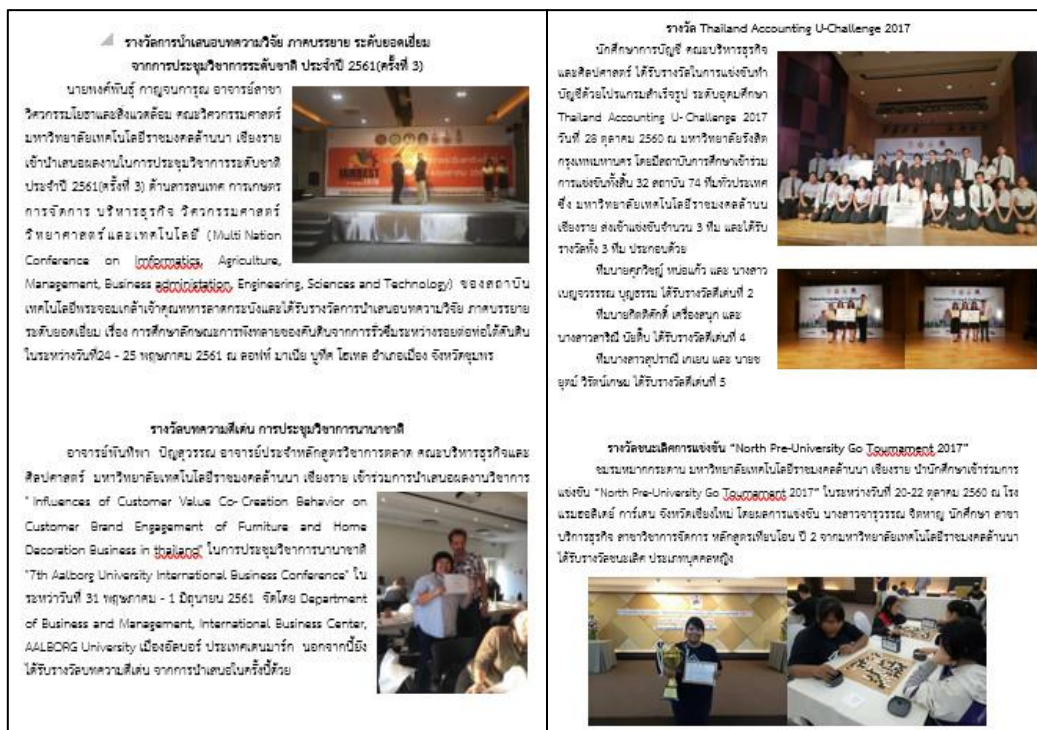 รางวัลการนำเสนอบทความวิจัย ภาคบรรยาย ระดับยอดเยี่ยม
จากการประชุมวิชาการระดับชาติ ประจำปี 2561(ครั้งที่ 3)
นายพงศ์พันธุ์ กาญจนการุณ อาจารย์สาขา
วิศวกรรมโยธาและสิ่งแวดล้อม คณะวิศวกรรมศาสตร์
มหาวิทยาลัยเทคโนโลยีราชมงคลล้านนา เชียงราย
เข้านำเสนอผลงานในการประชุมวิชาการระดับชาติ
ประจำปี 2561(ครั้งที่ 3) ด้านสารสนเทศ การเกษตร
การจัดการ บริหารธุรกิจ วิศวกรรมศาสตร์
วิทยาศาสตร์และเทคโนโลยี (Multi Nation
Conference on Imformatics, Agriculture,
Management, Business administation, Engineering, Sciences and Technology) ของสถาบัน
เทคโนโลยีพระจอมเกล้าเจ้าคุณทหารลาดกระบังและได้รับรางวัลการนำเสนอบทความวิจัย ภาคบรรยาย
ระดับยอดเยี่ยม เรื่อง การศึกษาลักษณะการพังทลายของคันดินจากการรั่วซึมระหว่างรอยต่อท่อใต้คันดิน
ในระหว่างวันที่24 - 25 พฤษภาคม 2561 ณ ลอฟท์ มาเนีย บูทีค โฮเทล อำเภอเมือง จังหวัดชุมพร
รางวัลบทความดีเด่น การประชุมวิชาการนานาชาติ
อาจารย์พันทิพา ปัญสุวรรณ อาจารย์ประจำหลักสูตรวิชาการตลาด คณะบริหารธุรกิจและ
ศิลปศาสตร์ มหาวิทยาลัยเทคโนโลยีราชมงคลล้านนา เชียงราย เข้าร่วมการนำเสนอผลงานวิชาการ
"Influences of Customer Value Co-Creation Behavior on
Customer Brand Engagement of Furniture and Home
Decoration Business in thailand" ในการประชุมวิชาการนานาชาติ
"7th Aalborg University International Business Conference" ใน
ระหว่าวันที่ 31 พฤษภาคม - 1 มิถุนายน 2561 จัดโดย Department
of Business and Management, International Business Center,
AALBORG University เมืองอัลบอร์ ประเทศเดนมาร์ก นอกจากนี้ยัง
ได้รับรางวัลบทความดีเด่น จากการนำเสนอในครั้งนี้ด้วย
รางวัล Thailand Accounting U-Challenge 2017
นักศึกษาการบัญชี คณะบริหารธุรกิจ
และศิลปศาสตร์ ได้รับรางวัลในการแข่งขันทำ
บัญชีด้วยโปรแกรมสำเร็จรูป ระดับอุดมศึกษา
Thailand Accounting U- Challenge 2017
วันที่ 28 ตุลาคม 2560 ณ มหาวิทยาลัยรังสิต
กรุงเทพมหานคร โดยมีสถาบันการศึกษาเข้าร่วม
การแข่งขันทั้งสิ้น 32 สถาบัน 74 ทีมทั่วประเทศ
ซึ่ง มหาวิทยาลัยเทคโนโลยีราชมงคลล้านนา
เชียงราย ส่งเข้าแข่งขันจำนวน 3 ทีม และได้รับ
รางวัลทั้ง 3 ทีม ประกอบด้วย
ทีมนายศุภวิชญ์ หน่อแก้ว และ นางสาว
เบญจวรรรณ บุญธรรม ได้รับรางวัลดีเด่นที่ 2
ทีมนายกิตติศักดิ์ เครื่องสนุก และ
นางสาวสาริณี นัยติ๊บ ได้รับรางวัลดีเด่นที่ 4
ทีมนางสาวสุปราณี เกเยน และ นายช
ยุตม์ วิรัตน์เกษม ได้รับรางวัลดีเด่นที่ 5
รางวัลชนะเลิศการแข่งขัน "North Pre-University Go Tournament 2017"
ชมรมหมากกระดาน มหาวิทยาลัยเทคโนโลยีราชมงคลล้านนา เชียงราย นำนักศึกษาเข้าร่วมการ
แข่งขัน "North Pre-University Go Tournament 2017" ในระหว่างวันที่ 20-22 ตุลาคม 2560 ณ โรง
แรมฮอลิเดย์ การ์เดน จังหวัดเชียงใหม่ โดยผลการแข่งขัน นางสาวจารุวรรณ จิตหาญ นักศึกษา สาขา
บริการธุรกิจ สาขาวิชาการจัดการ หลักสูตรเทียบโอน ปี 2 จากมหาวิทยาลัยเทคโนโลยีราชมงคลล้านนา
ได้รับรางวัลชนะเลิศ ประเภทบุคคลหญิง